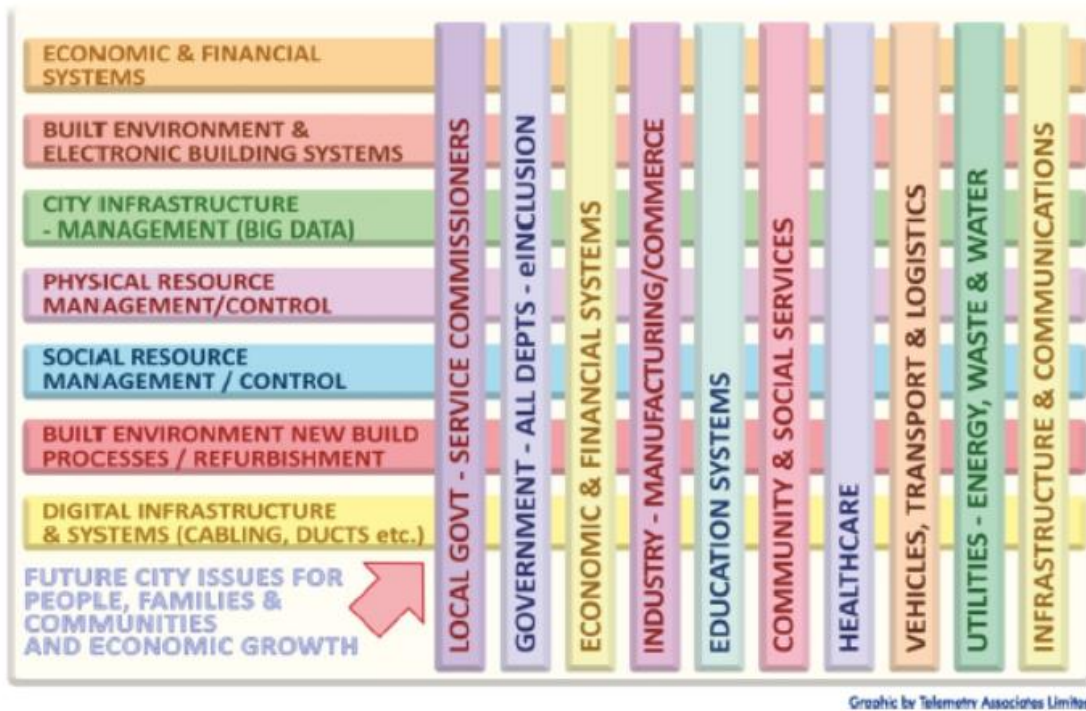 ECONOMIC & FINANCIAL
SYSTEMS
BUILT ENVIRONMENT &
ELECTRONIC BUILDING SYSTEMS
CITY INFRASTRUCTURE
- MANAGEMENT (BIG DATA)
PHYSICAL RESOURCE
MANAGEMENT/CONTROL
SOCIAL RESOURCE
MANAGEMENT / CONTROL
BUILT ENVIRONMENT NEW BUILD
PROCESSES / REFURBISHMENT
DIGITAL INFRASTRUCTURE
& SYSTEMS (CABLING, DUCTS etc.)
FUTURE CITY ISSUES FOR
PEOPLE, FAMILIES &
COMMUNITIES
AND ECONOMIC GROWTH
LOCAL GOVT - SERVICE COMMISSIONERS
GOVERNMENT - ALL DEPTS - eINCLUSION
ECONOMIC & FINANCIAL SYSTEMS
INDUSTRY - MANUFACTURING/COMMERCE
EDUCATION SYSTEMS
COMMUNITY & SOCIAL SERVICES
HEALTHCARE
VEHICLES, TRANSPORT & LOGISTICS
UTILITIES - ENERGY, WASTE & WATER
INFRASTRUCTURE & COMMUNICATIONS
Graphic by Telemetry Associates Limited